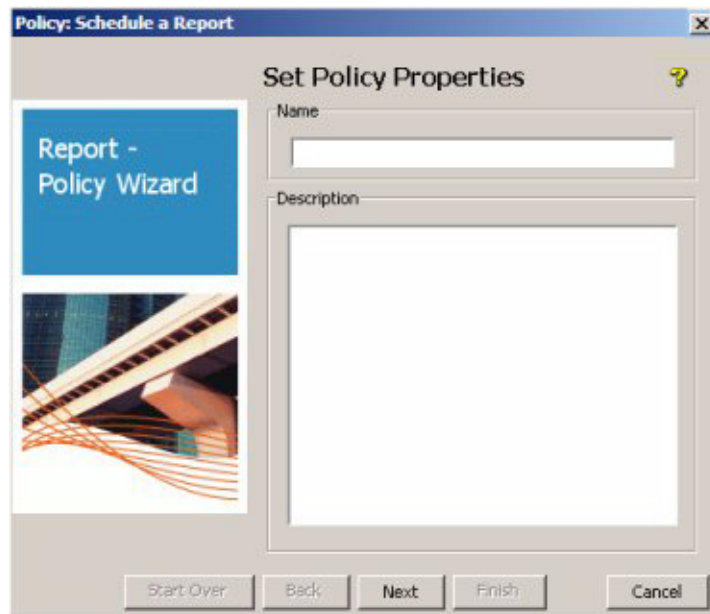 Policy: Schedule a Report
Set Policy Properties
?
Report -
Policy Wizard
Name
Description
Start Over
Back
Next
Finish
Cancel